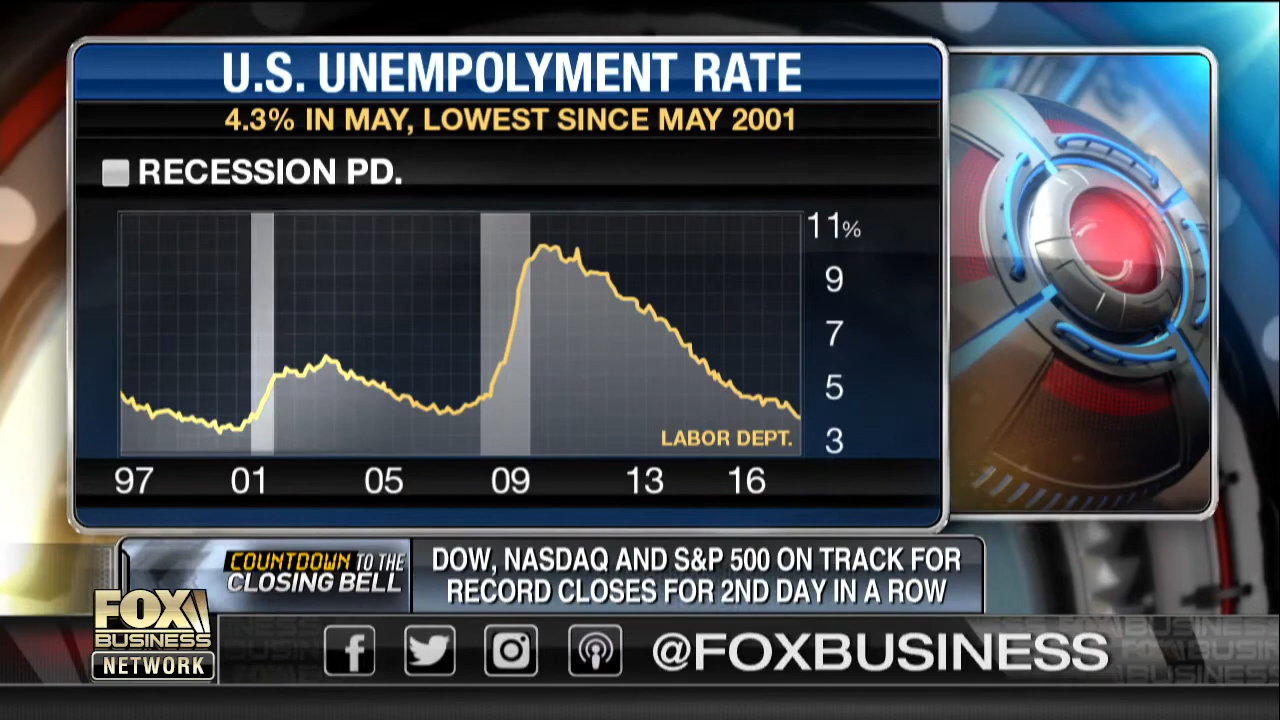 U.S. UNEMPOLYMENT RATE
4.3% IN MAY, LOWEST SINCE MAY 2001
RECESSION PD.
11%
9
7
5
3
LABOR DEPT.
97 01 05 09 13 16
COUNTDOWN TO THE
CLOSING BELL
DOW, NASDAQ AND S&P 500 ON TRACK FOR
RECORD CLOSES FOR 2ND DAY IN A ROW
FOX
BUSINESS
NETWORK
@FOXBUSINESS